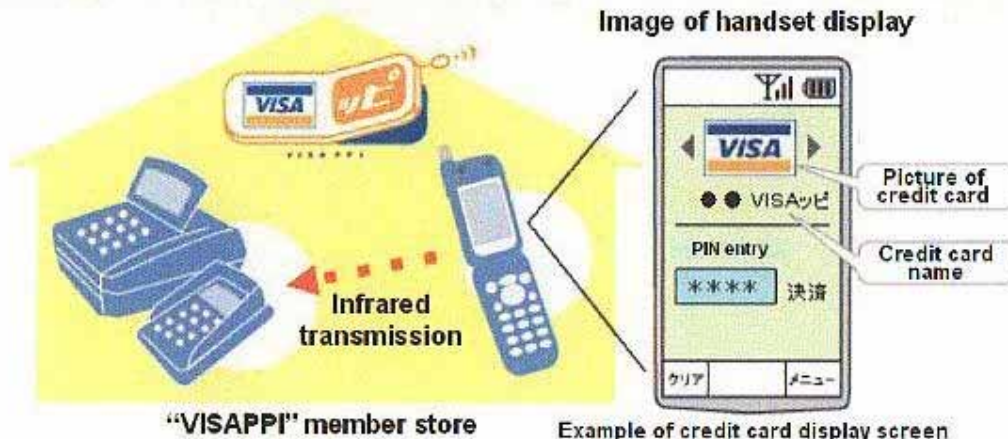 Image of handset display
VISA
ッピ
VISAPPI
VISA
VISAッピ
Picture of
credit card
PIN entry
Credit card
name
****
決済
Infrared
transmission
クリア
メニュー
"VISAPPI" member store
Example of credit card display screen